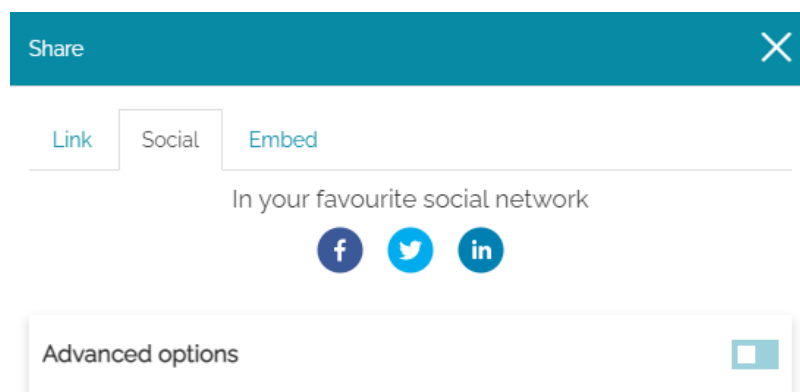 Share
Link Social Embed
In your favourite social network
f in
Advanced options